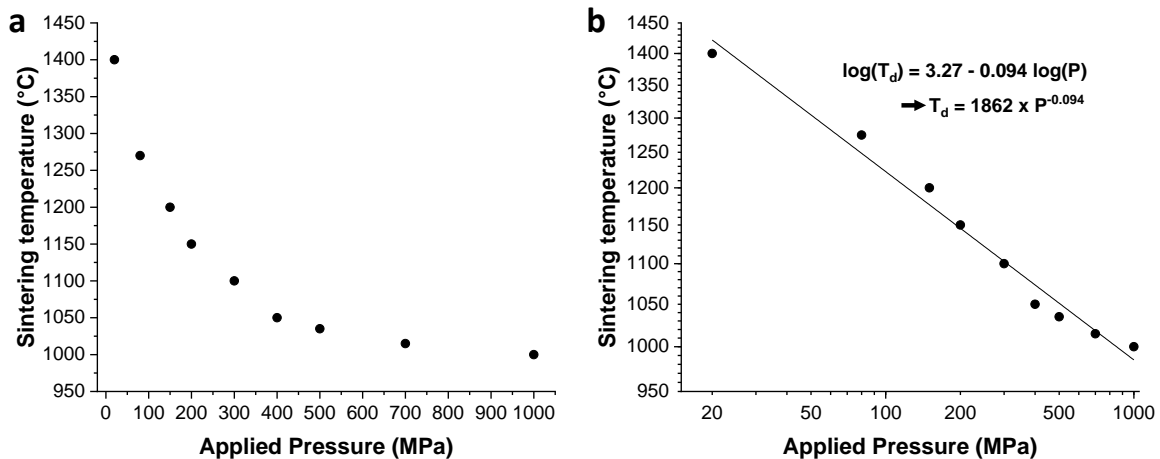 a
1450
1400
1350
1300
1250
1200
1150
1100
1050
1000
950
Sintering temperature (°C)
0 100 200 300 400 500 600 700 800 900 1000
Applied Pressure (MPa)
b
1450
1400
1350
1300
1250
1200
1150
1100
1050
1000
950
Sintering temperature (°C)
log(T_d) = 3.27 - 0.094 log(P)
➡ T_d = 1862 x P^-0.094
20 50 100 200 500 1000
Applied Pressure (MPa)